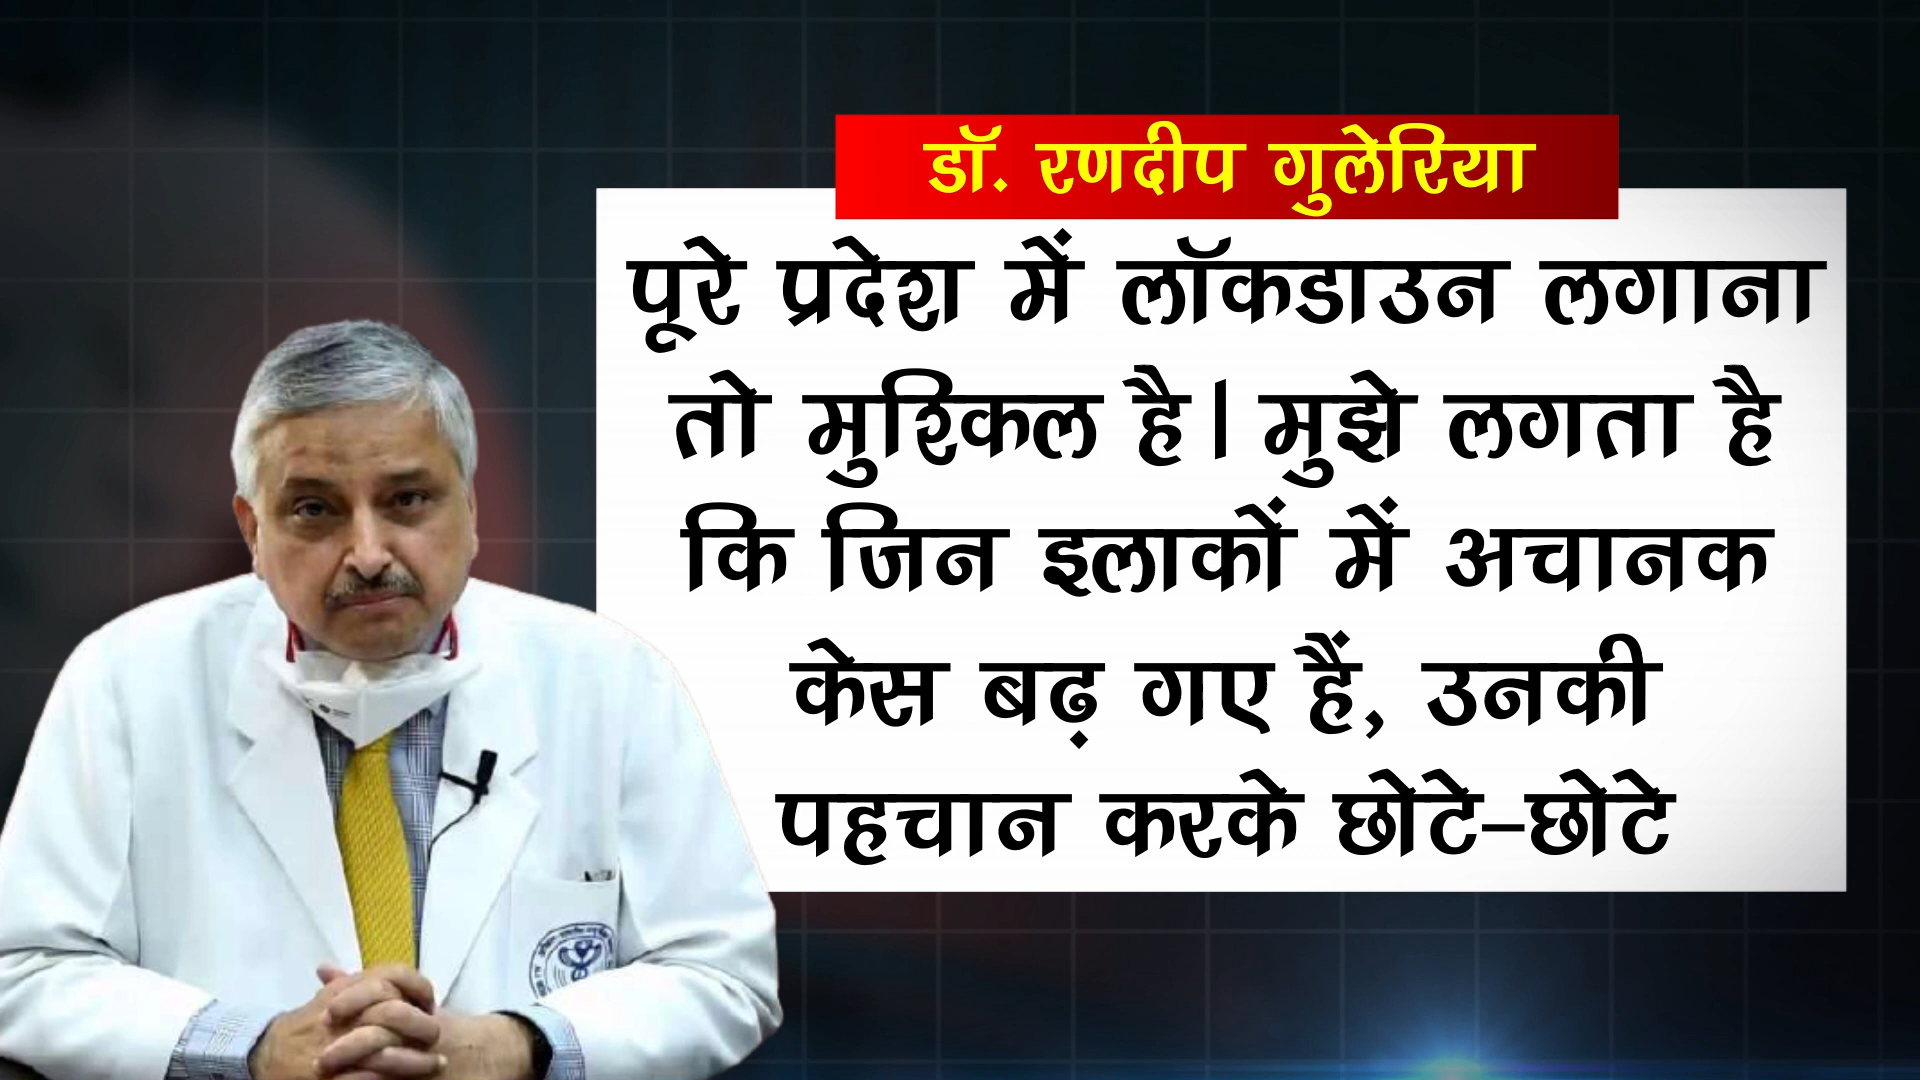 डॉ. रणदीप गुलेरिया
पूरे प्रदेश में लॉकडाउन लगाना
तो मुश्किल है। मुझे लगता है
कि जिन इलाकों में अचानक
केस बढ़ गए हैं, उनकी
पहचान करके छोटे-छोटे